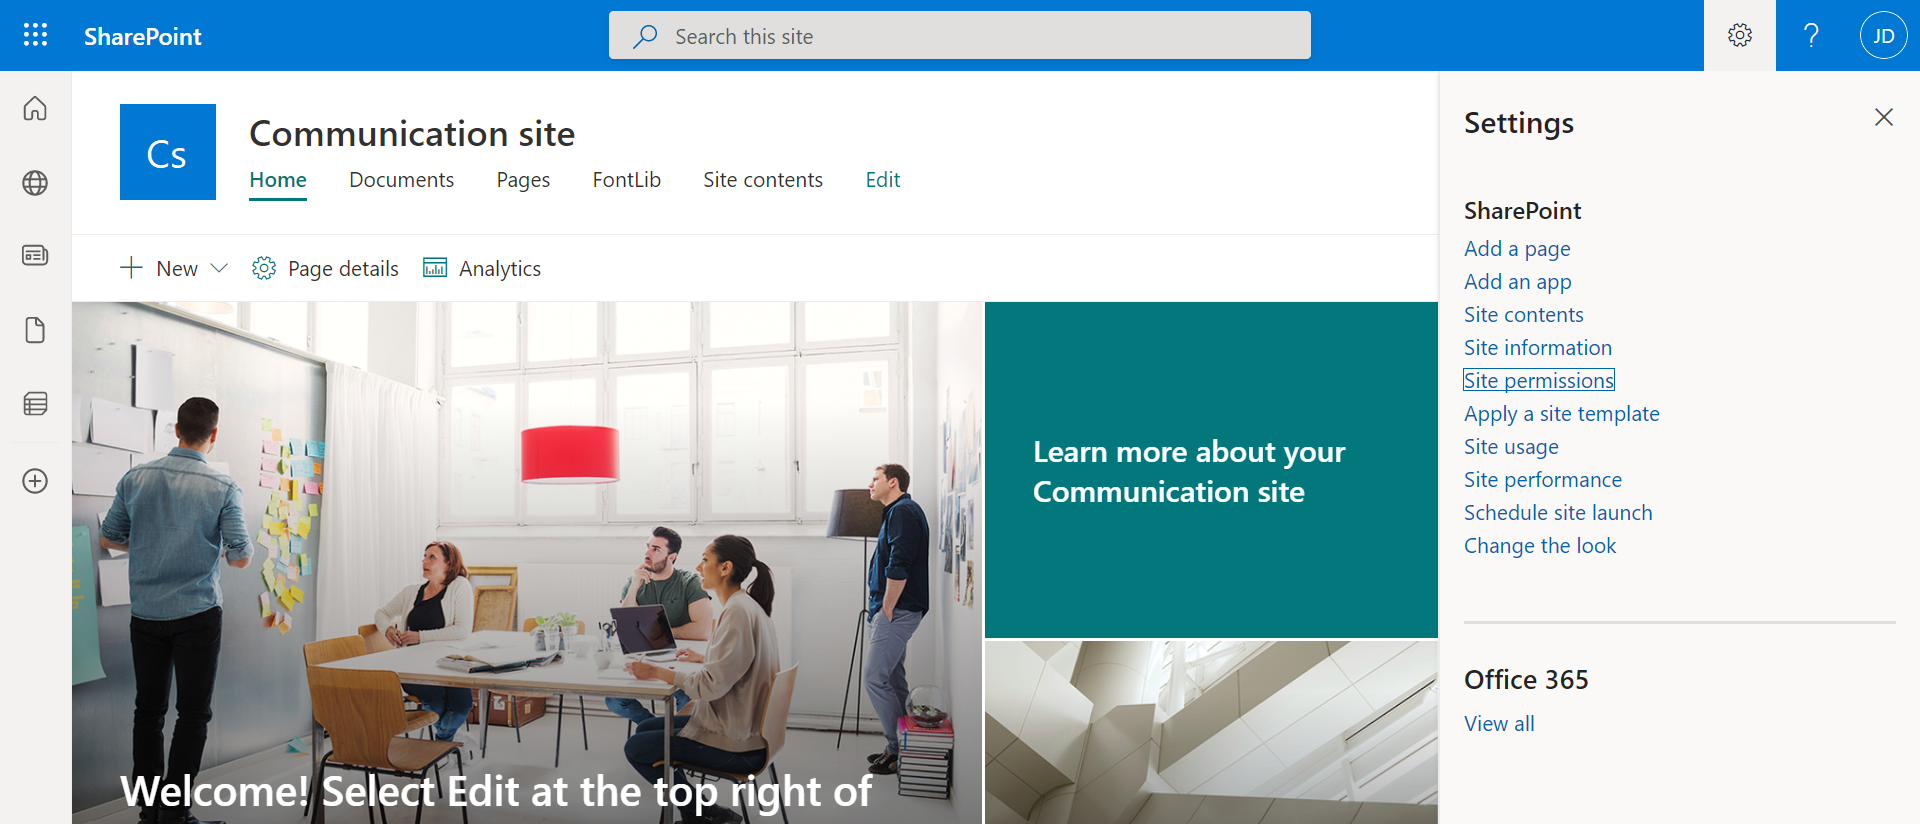 SharePoint
Search this site
?
JD
Cs
Communication site
Home Documents Pages FontLib Site contents Edit
New Page details Analytics
Welcome! Select Edit at the top right of
Learn more about your
Communication site
Settings
SharePoint
Add a page
Add an app
Site contents
Site information
Site permissions
Apply a site template
Site usage
Site performance
Schedule site launch
Change the look
Office 365
View all